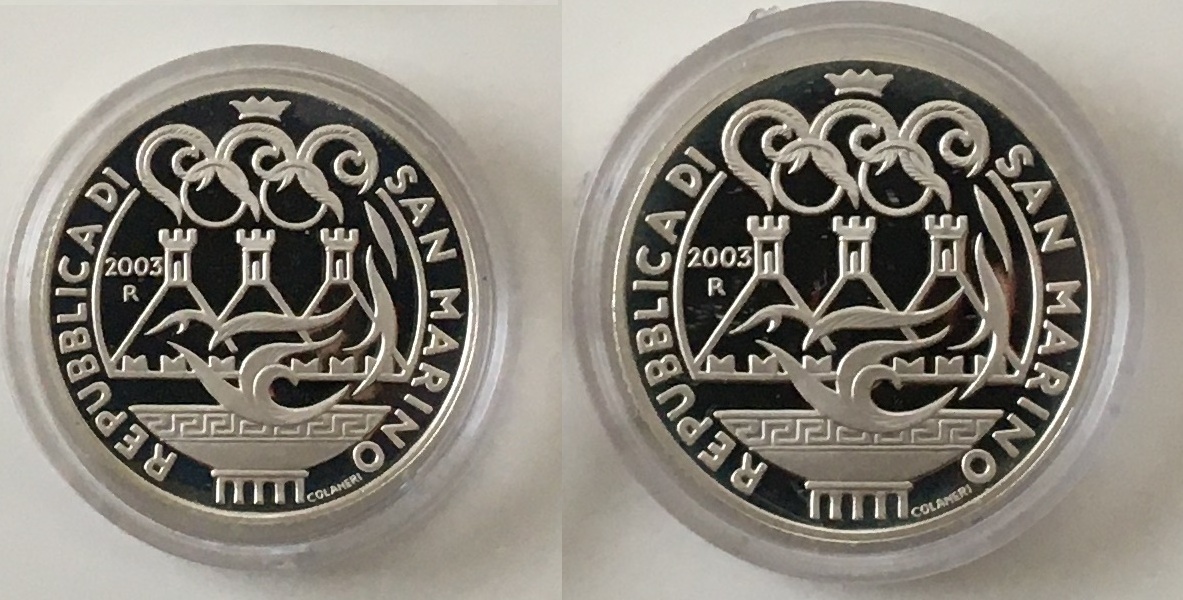 REPUBBLICA DI SAN MARINO
2003
R
COLANERI
REPUBBLICA DI SAN MARINO
2003
R
COLANERI